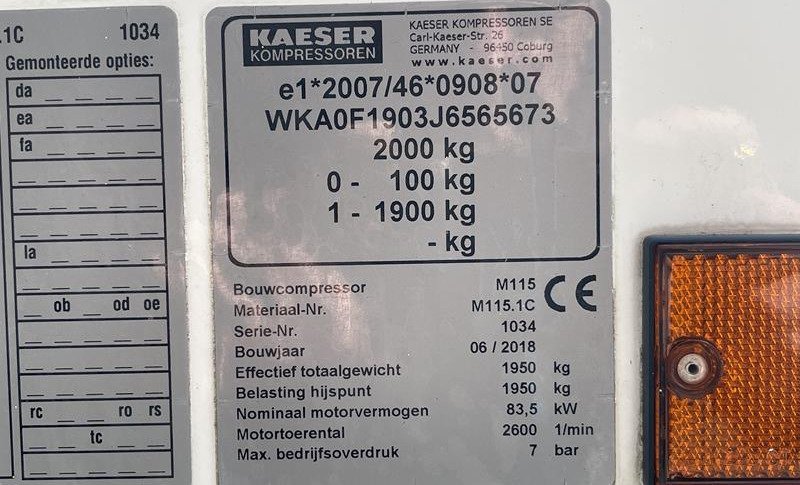 .1C 1034
Gemonteerde opties:
da
ea
fa
la
ob od oe
rc ro rs
tc
KAESER
KOMPRESSOREN
KAESER KOMPRESSOREN SE
Carl-Kaeser-Str. 26
GERMANY - 96450 Coburg
www.kaeser.com
e1*2007/46*0908*07
WKA0F1903J6565673
2000 kg
0 - 100 kg
1 - 1900 kg
- kg
Bouwcompressor M115
Materiaal-Nr. M115.1C
CE
Serie-Nr. 1034
Bouwjaar 06 / 2018
Effectief totaalgewicht 1950 kg
Belasting hijspunt 1950 kg
Nominaal motorvermogen 83,5 kW
Motortoerental 2600 1/min
Max. bedrijfsoverdruk 7 bar